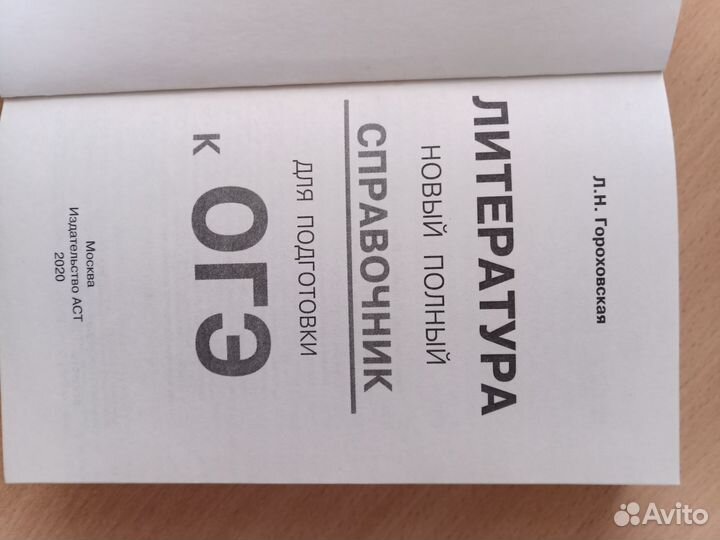 Л.Н. Гороховская
ЛИТЕРАТУРА
НОВЫЙ ПОЛНЫЙ
СПРАВОЧНИК
ДЛЯ ПОДГОТОВКИ
К ОГЭ
Москва
Издательство АСТ
2020
Avito